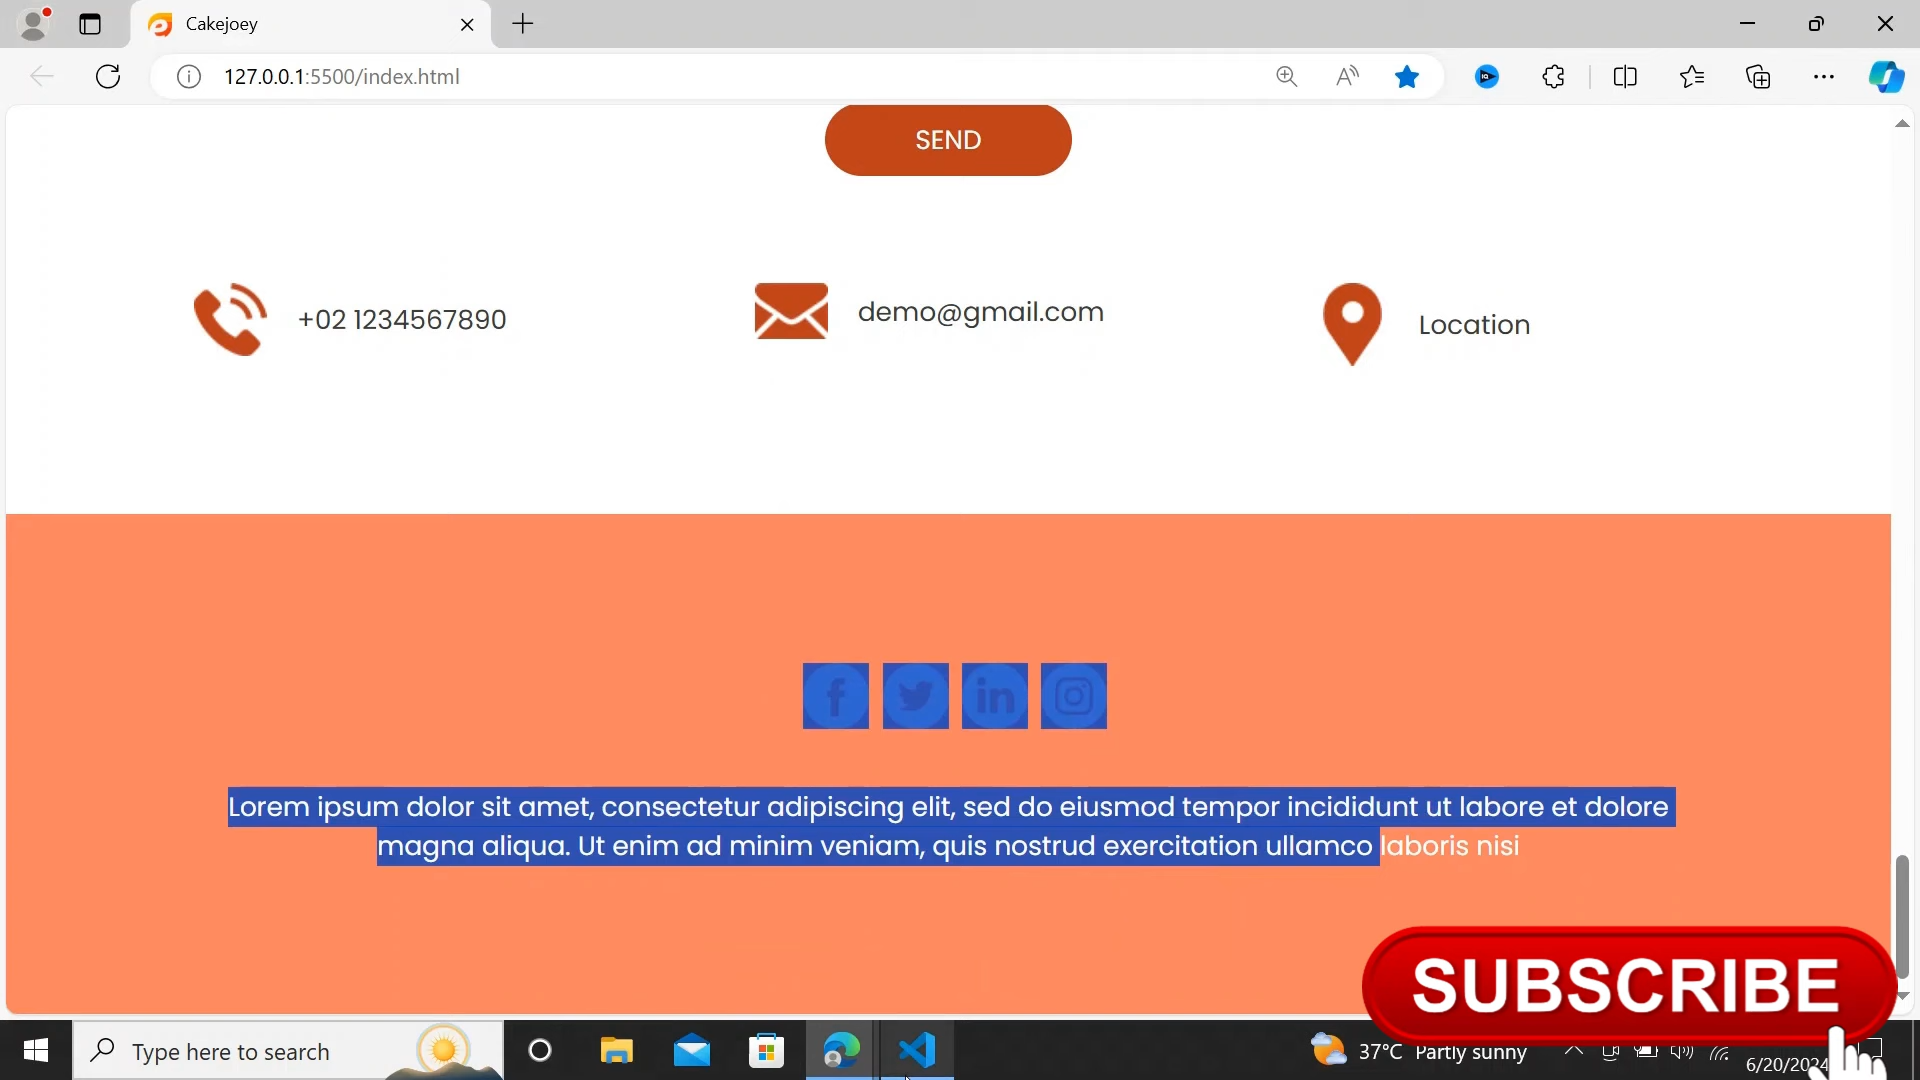 Cakejoey
127.0.0.1:5500/index.html
SEND
+02 1234567890
demo@gmail.com
Location
Lorem ipsum dolor sit amet, consectetur adipiscing elit, sed do eiusmod tempor incididunt ut labore et dolore
magna aliqua. Ut enim ad minim veniam, quis nostrud exercitation ullamco laboris nisi
SUBSCRIBE
Type here to search
37°C Partly sunny
6/20/2024